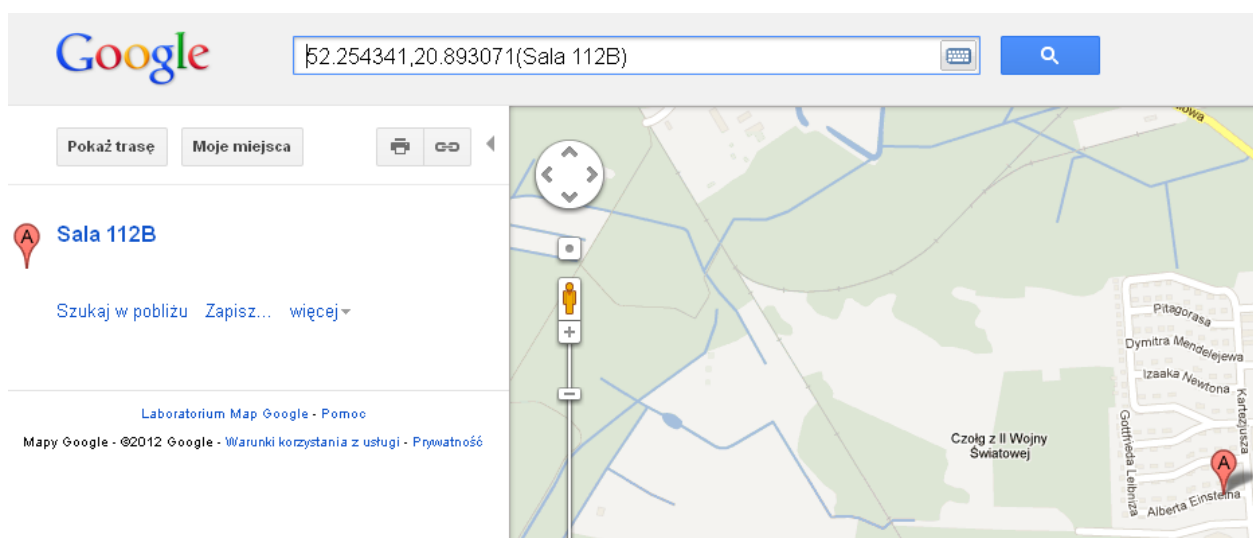 Google
52.254341,20.893071(Sala 112B)
Pokaż trasę
Moje miejsca
A
Sala 112B
Szukaj w pobliżu Zapisz... więcej
Laboratorium Map Google - Pomoc
Mapy Google - ©2012 Google - Warunki korzystania z usługi - Prywatność
Pitagorasa
Dymitra Mendelejewa
Izaaka Newtona
Kartezjusza
Gottfrieda Leibniza
Czołg z II Wojny
Światowej
A
Alberta Einsteina